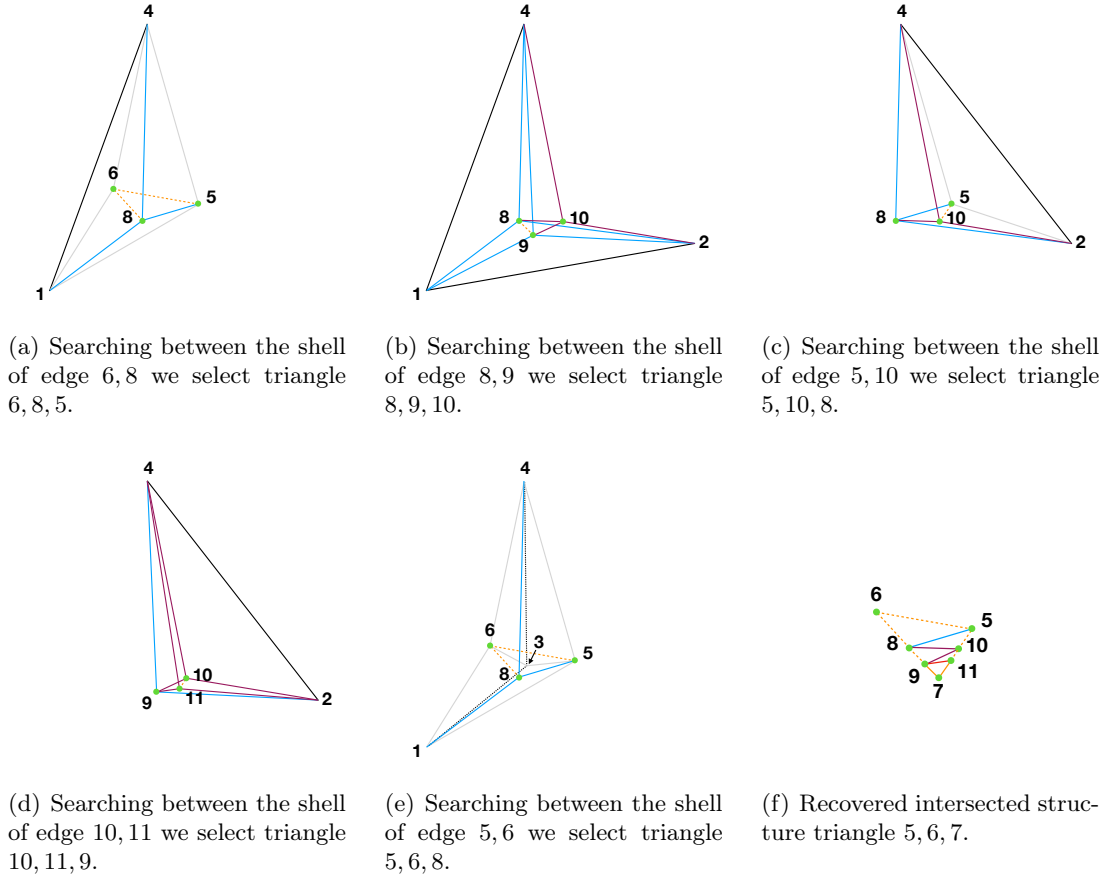 4
6
5
8
1
4
8
10
9
2
1
4
5
8
10
2
(a) Searching between the shell
of edge 6, 8 we select triangle
6, 8, 5.
(b) Searching between the shell
of edge 8, 9 we select triangle
8, 9, 10.
(c) Searching between the shell
of edge 5, 10 we select triangle
5, 10, 8.
4
10
9
11
2
4
6
3
5
8
1
6
5
8
10
9
11
7
(d) Searching between the shell
of edge 10, 11 we select triangle
10, 11, 9.
(e) Searching between the shell
of edge 5, 6 we select triangle
5, 6, 8.
(f) Recovered intersected struc-
ture triangle 5, 6, 7.